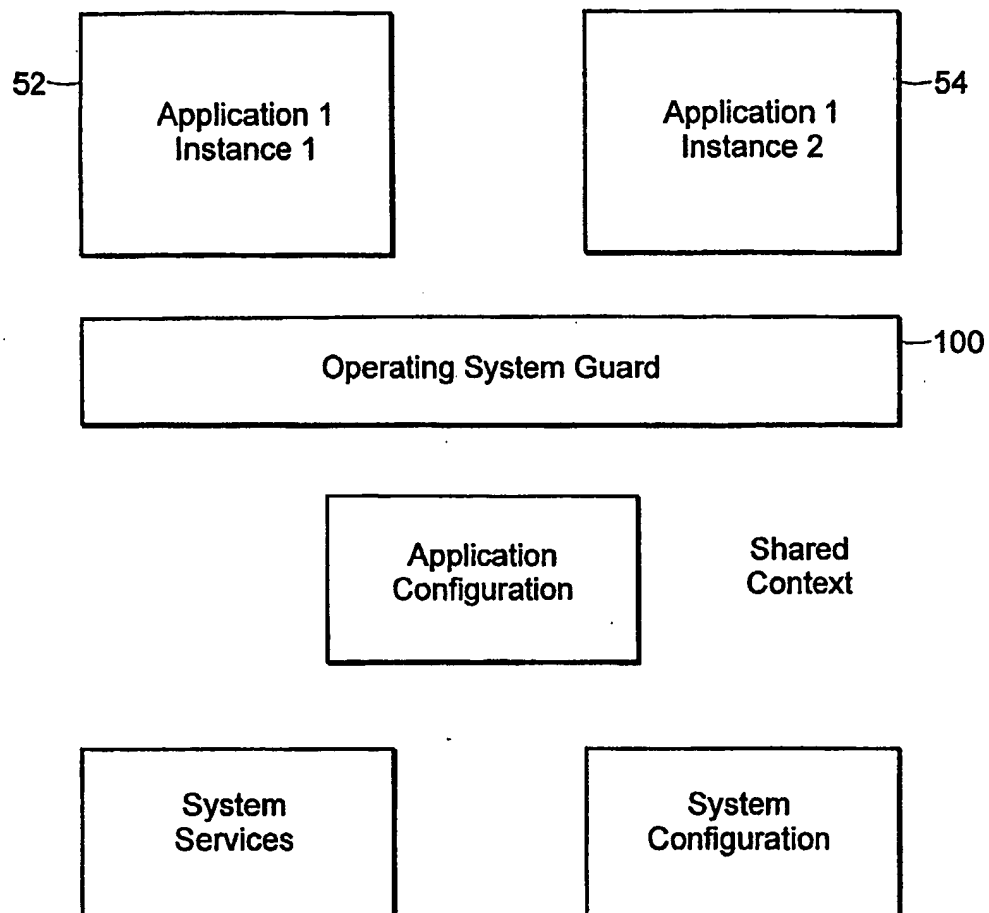 52
Application 1
Instance 1
Application 1
Instance 2
54
Operating System Guard
100
Application
Configuration
Shared
Context
System
Services
System
Configuration